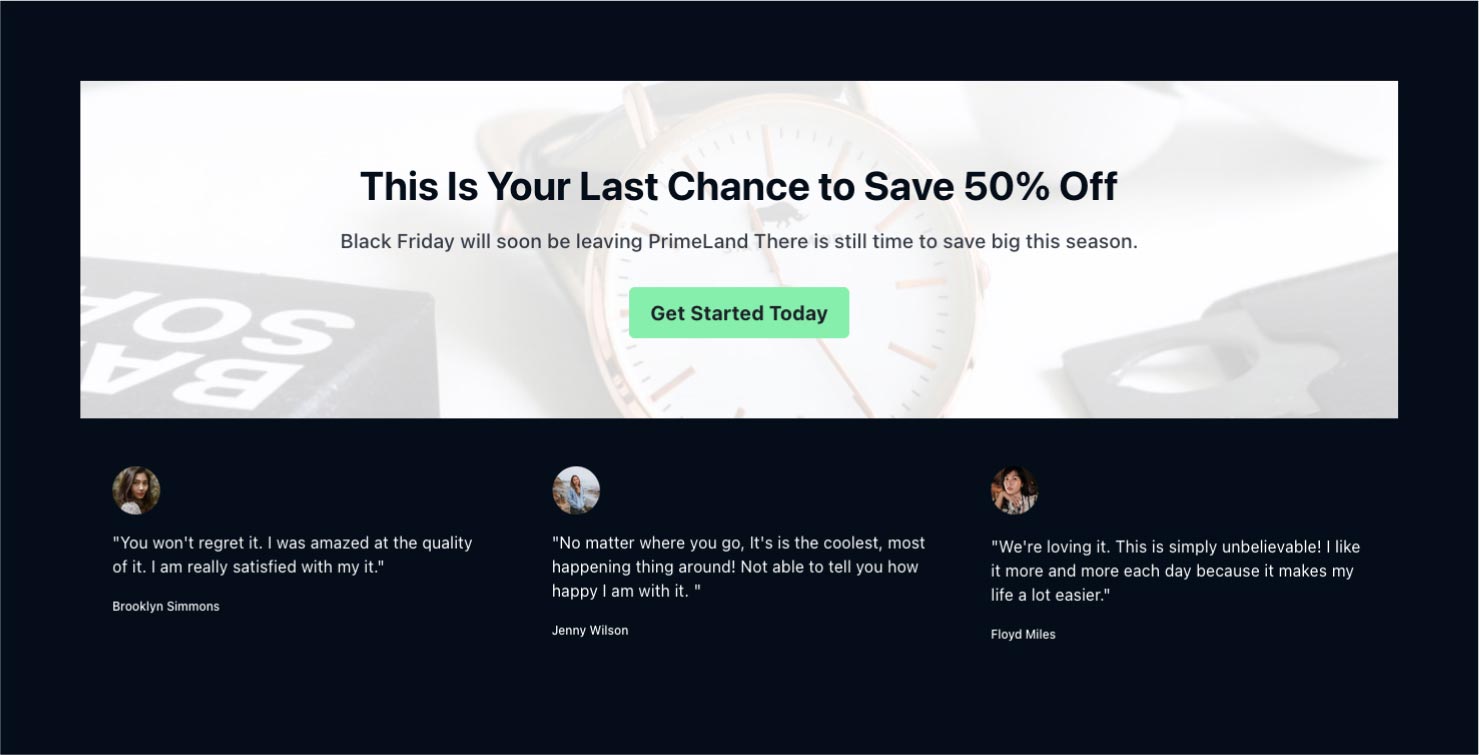 This Is Your Last Chance to Save 50% Off
Black Friday will soon be leaving PrimeLand There is still time to save big this season.
Get Started Today
"You won't regret it. I was amazed at the quality
of it. I am really satisfied with my it."
Brooklyn Simmons
"No matter where you go, It's is the coolest, most
happening thing around! Not able to tell you how
happy I am with it. "
Jenny Wilson
"We're loving it. This is simply unbelievable! I like
it more and more each day because it makes my
life a lot easier."
Floyd Miles